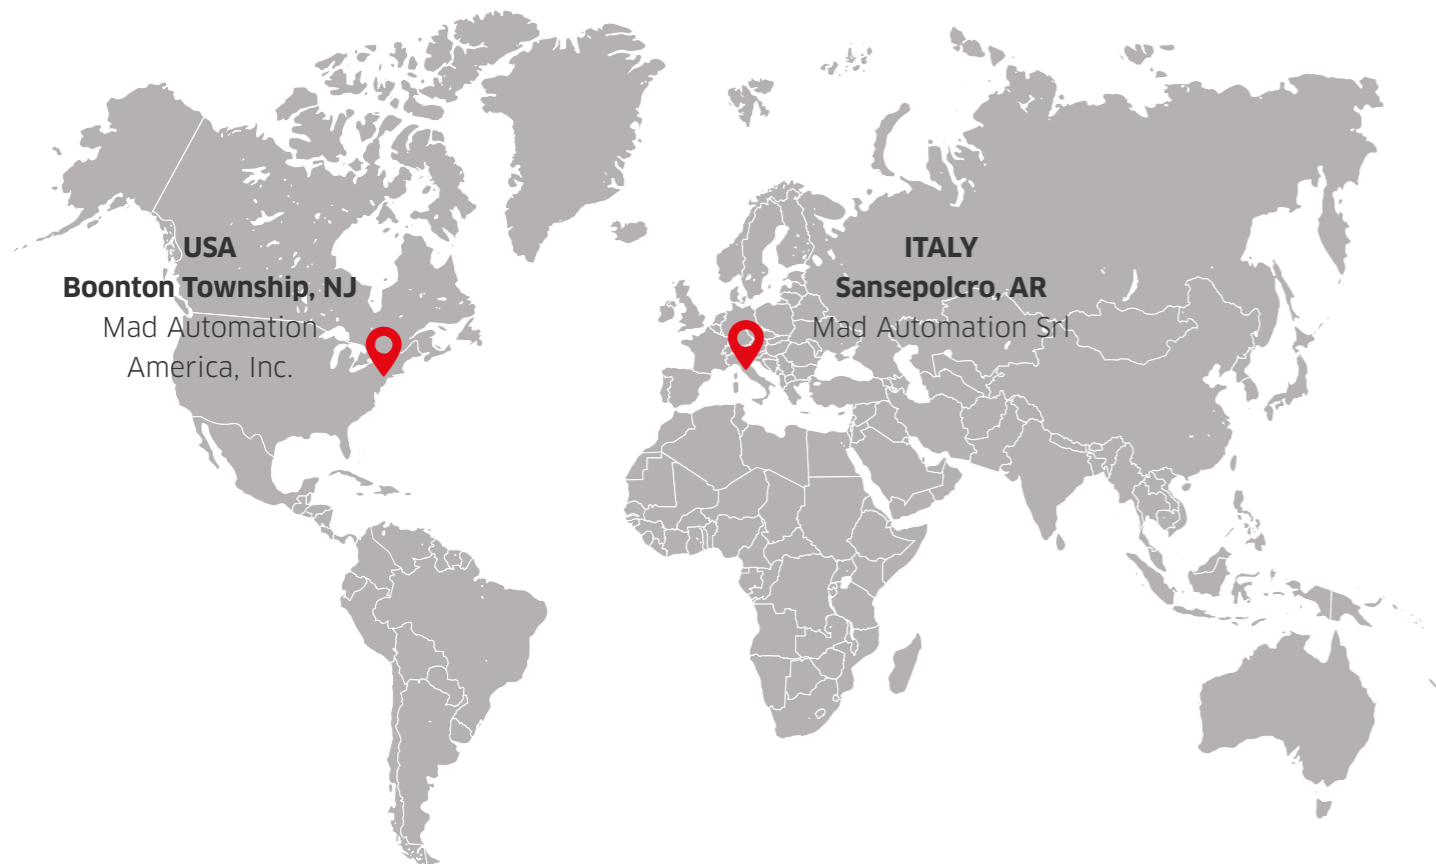 USA
Boonton Township, NJ
Mad Automation
America, Inc.
ITALY
Sansepolcro, AR
Mad Automation Srl